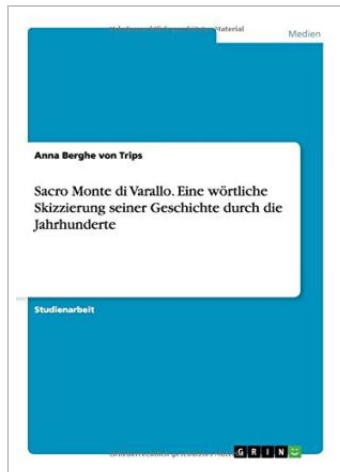 Medien
Anna Berghe von Trips
Sacro Monte di Varallo. Eine wörtliche
Skizzierung seiner Geschichte durch die
Jahrhunderte
Studienarbeit
GRIN